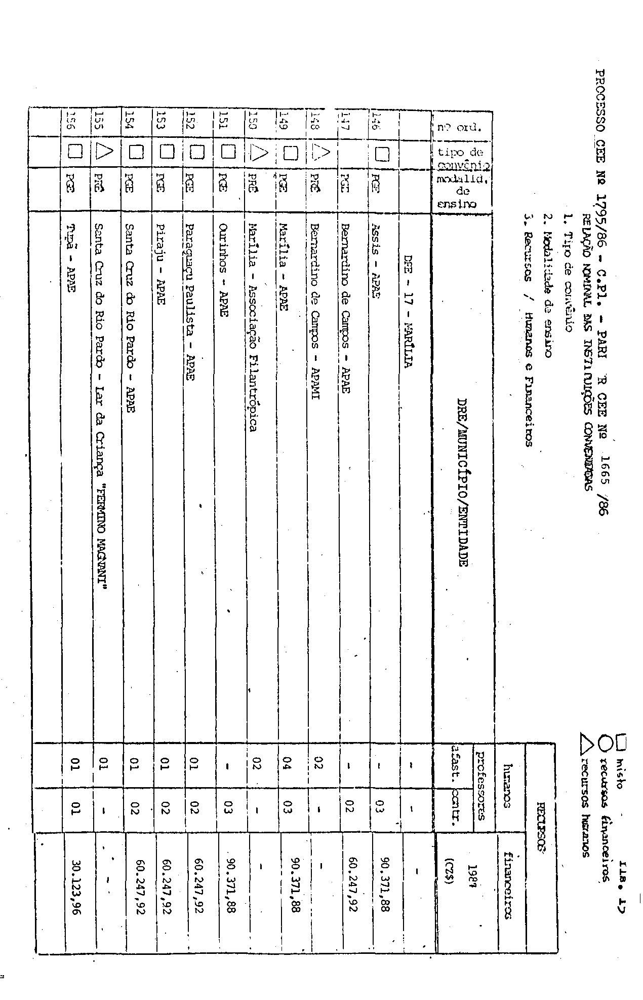 PROCESSO CEE Nº 1795/86 - C.Pl. - PAR R CEE Nº 1665 /86
RELAÇÃO NOMINAL DAS INSTITUIÇÕES CONVENIADAS
1. Tipo de convênio
2. Modalidade de ensino
3. Recursos / Humanos e Financeiros
□ misto
○ recursos financeiros
△ recursos humanos
RECURSOS
humanos financeiros
nº ord. tipo de convênio modalid. de ensino DRE/MUNICÍPIO/ENTIDADE professores afast. contr. 1987 (CZ$)
DRE - 17 - MARÍLIA - - -
146 □ PGE Assis - APAE - 03 90.371,88
147 PGE Bernardino de Campos - APAE - 02 60.247,92
148 △ PRÉ Bernardino de Campos - APAMI 02 - -
149 □ PGE Marília - APAE 04 03 90.371,88
150 △ PRÉ Marília - Associação Filantrópica 02 - -
151 □ PGE Ourinhos - APAE - 03 90.371,88
152 □ PGE Paraguaçu Paulista - APAE 01 02 60.247,92
153 □ PGE Piraju - APAE 01 02 60.247,92
154 □ PGE Santa Cruz do Rio Pardo - APAE 01 02 60.247,92
155 △ PRÉ Santa Cruz do Rio Pardo - Lar da Criança "FERMINO MAGNANI" 01 - -
156 □ PGE Tupã - APAE 01 01 30.123,96